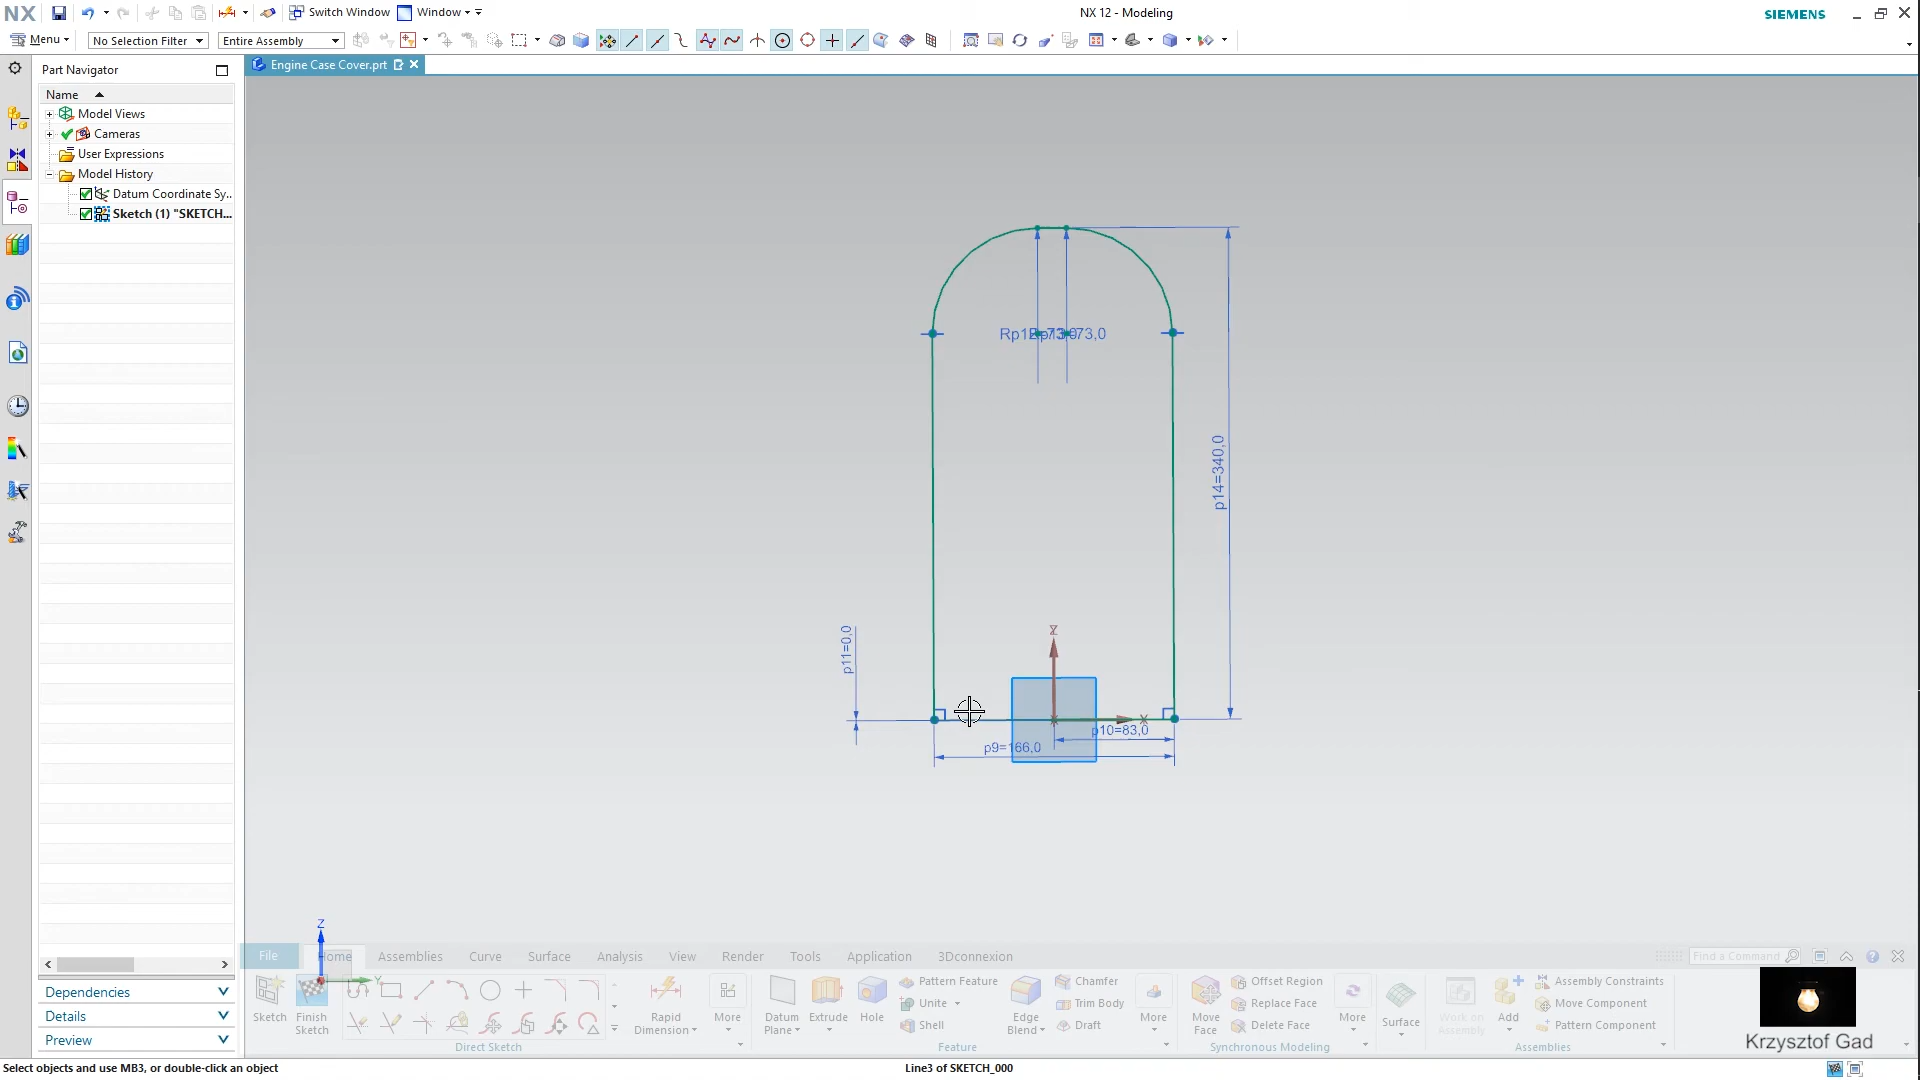 NX
Switch Window
Window
NX 12 - Modeling
SIEMENS
Menu
No Selection Filter
Entire Assembly
Part Navigator
Engine Case Cover.prt
Name
Model Views
Cameras
User Expressions
Model History
Datum Coordinate Sy..
Sketch (1) "SKETCH...
p14=340,0
p11=0,0
Z
X
p10=83,0
p9=166,0
Z
Y
File
Home
Assemblies
Curve
Surface
Analysis
View
Render
Tools
Application
3Dconnexion
Find a Command
Sketch
Finish
Sketch
Rapid
Dimension
More
Direct Sketch
Datum
Plane
Extrude
Hole
Pattern Feature
Unite
Shell
Edge
Blend
Chamfer
Trim Body
Draft
More
Feature
Move
Face
Offset Region
Replace Face
Delete Face
More
Synchronous Modeling
Surface
Work on
Assembly
Add
Assembly Constraints
Move Component
Pattern Component
Assemblies
Dependencies
Details
Preview
Krzysztof Gad
Select objects and use MB3, or double-click an object
Line3 of SKETCH_000